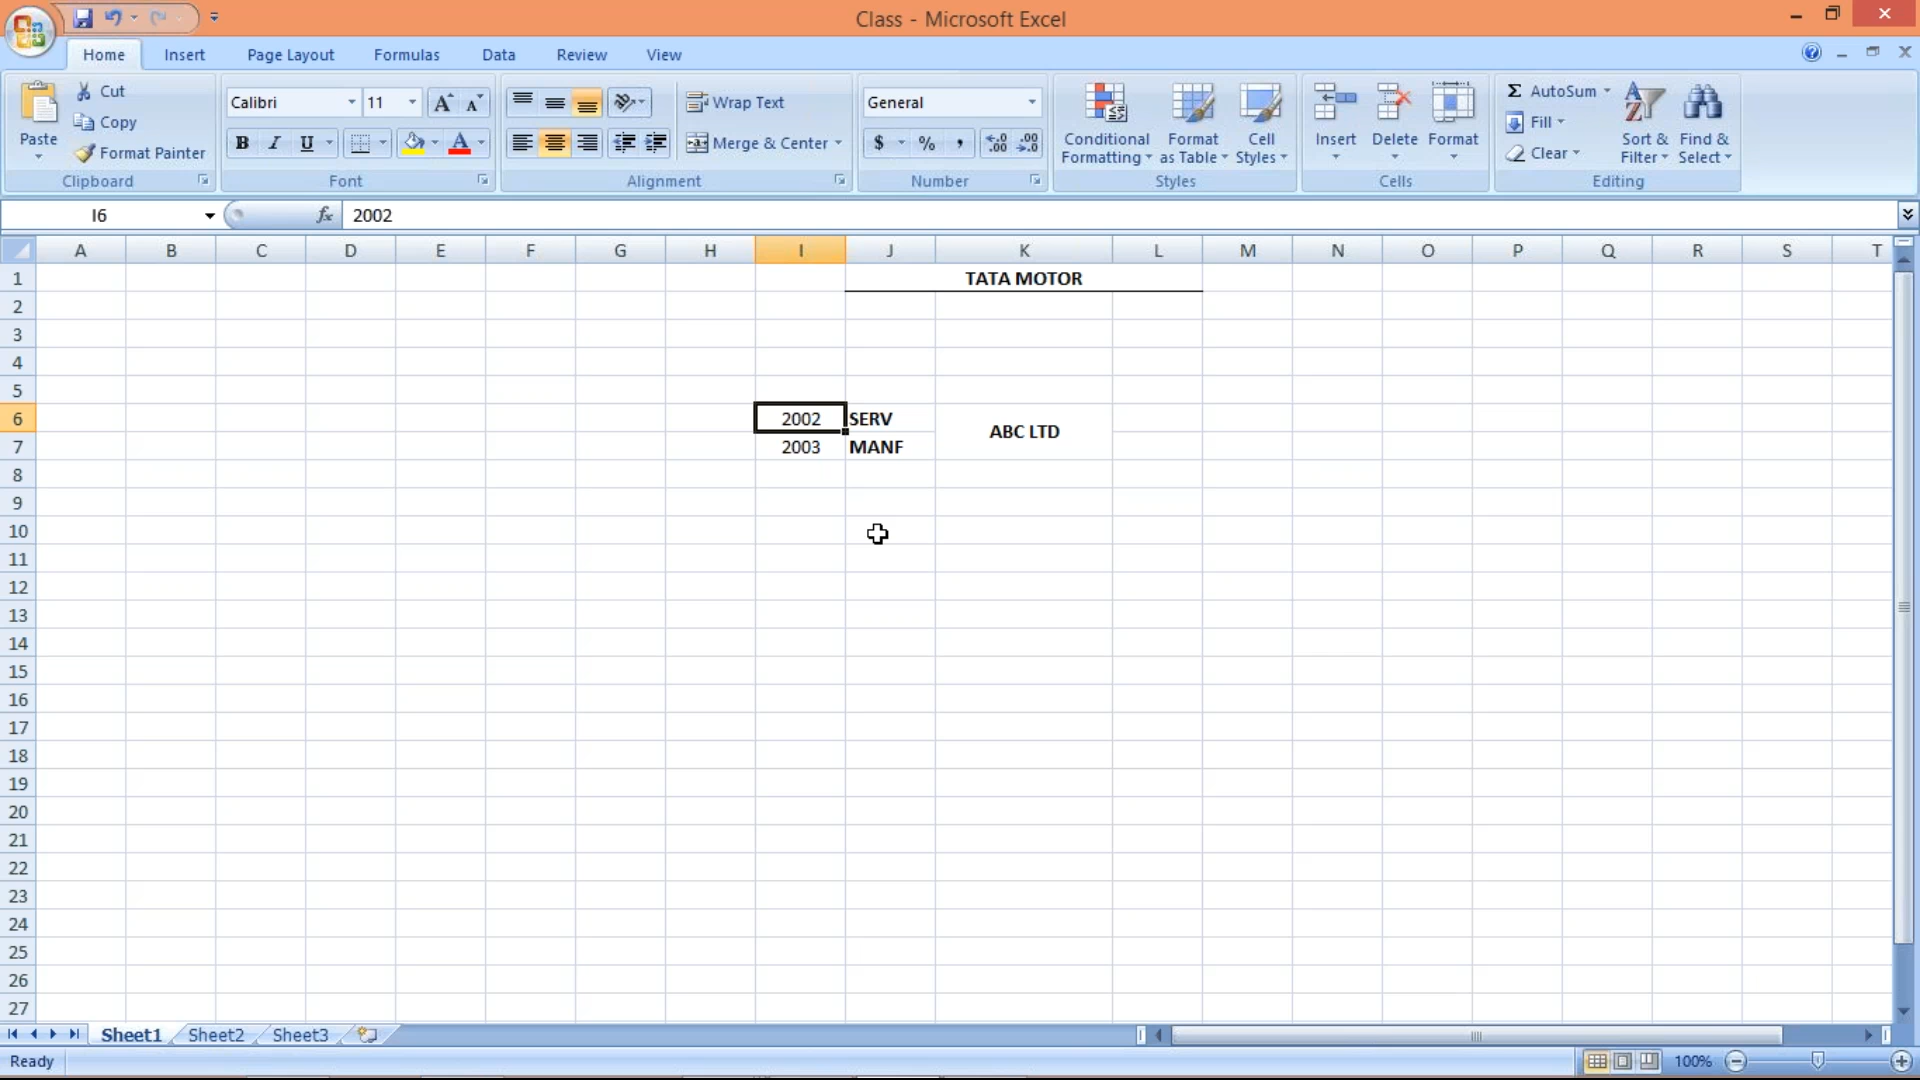 Class - Microsoft Excel
Home Insert Page Layout Formulas Data Review View
Paste Cut Copy Format Painter Clipboard
Calibri 11 B I U Font
Wrap Text Merge & Center Alignment
General $ % , .00 Number
Conditional Formatting Format as Table Cell Styles Styles
Insert Delete Format Cells
AutoSum Fill Clear Sort & Filter Find & Select Editing
I6 fx 2002
A B C D E F G H I J K L M N O P Q R S T
1 TATA MOTOR
2
3
4
5
6 2002 SERV ABC LTD
7 2003 MANF
8
9
10
11
12
13
14
15
16
17
18
19
20
21
22
23
24
25
26
27
Sheet1 Sheet2 Sheet3
Ready 100%